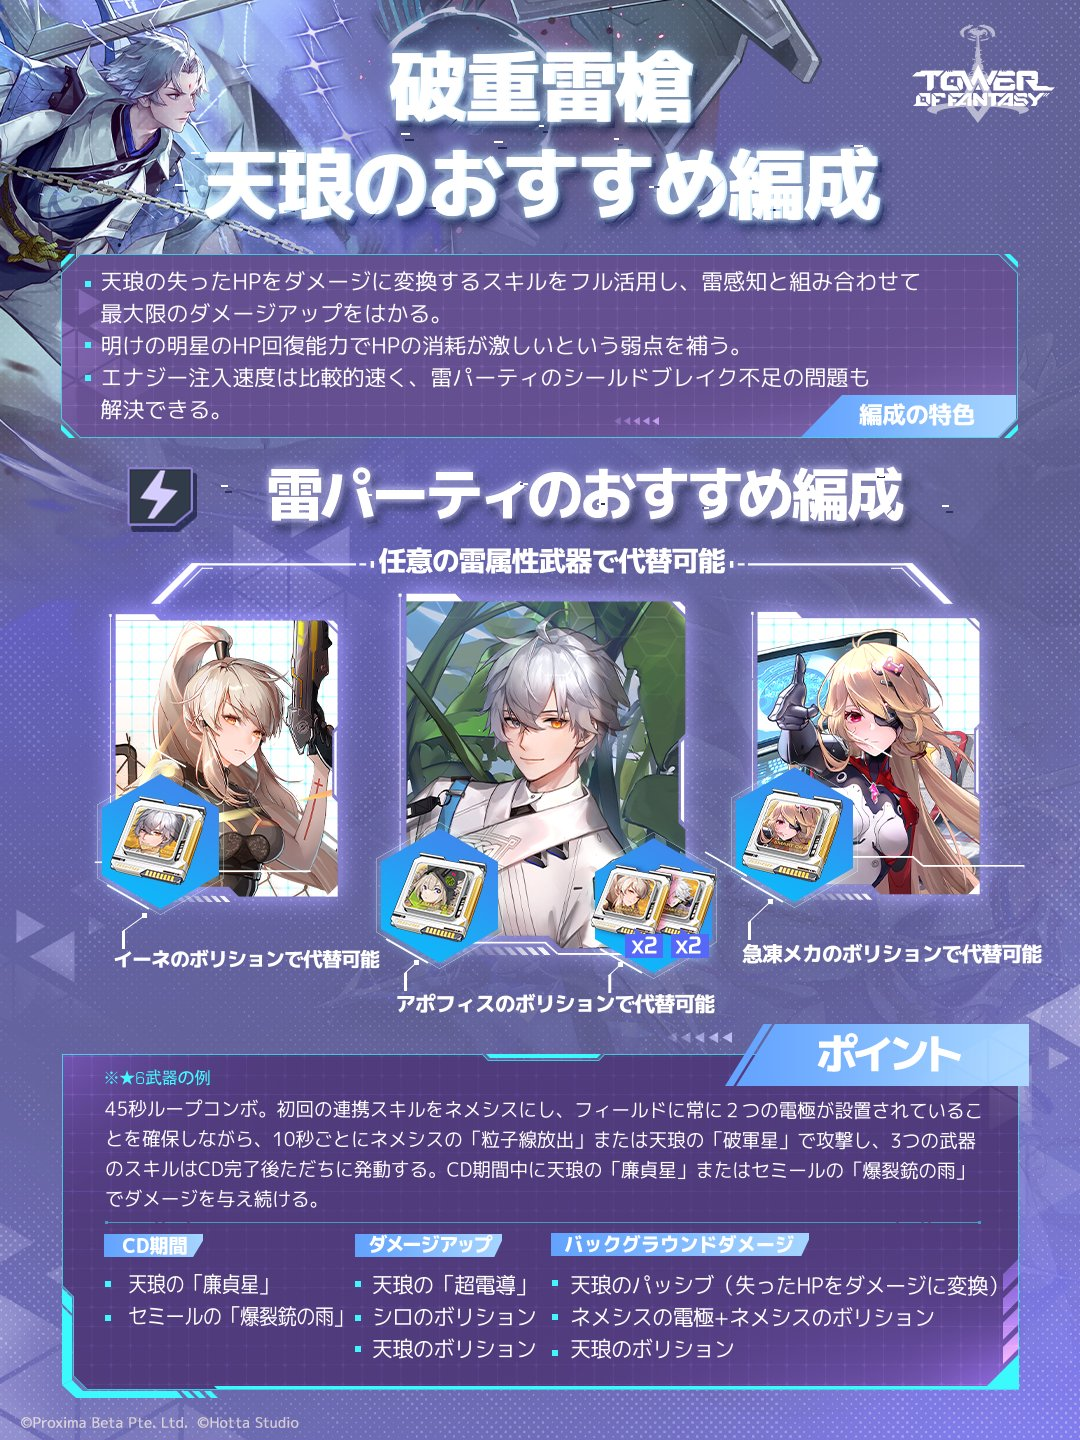 TOWER
OF FANTASY
破重雷槍
天琅のおすすめ編成
天琅の失ったHPをダメージに変換するスキルをフル活用し、雷感知と組み合わせて
最大限のダメージアップをはかる。
明けの明星のHP回復能力でHPの消耗が激しいという弱点を補う。
エナジー注入速度は比較的速く、雷パーティのシールドブレイク不足の問題も
解決できる。
編成の特色
雷パーティのおすすめ編成
任意の雷属性武器で代替可能
x2 x2
イーネのボリションで代替可能
急凍メカのボリションで代替可能
アポフィスのボリションで代替可能
ポイント
※★6武器の例
45秒ループコンボ。初回の連携スキルをネメシスにし、フィールドに常に２つの電極が設置されているこ
とを確保しながら、10秒ごとにネメシスの「粒子線放出」または天琅の「破軍星」で攻撃し、3つの武器
のスキルはCD完了後ただちに発動する。CD期間中に天琅の「廉貞星」またはセミールの「爆裂銃の雨」
でダメージを与え続ける。
CD期間
天琅の「廉貞星」
セミールの「爆裂銃の雨」
ダメージアップ
天琅の「超電導」
シロのボリション
天琅のボリション
バックグラウンドダメージ
天琅のパッシブ（失ったHPをダメージに変換）
ネメシスの電極+ネメシスのボリション
天琅のボリション
©Proxima Beta Pte. Ltd. ©Hotta Studio